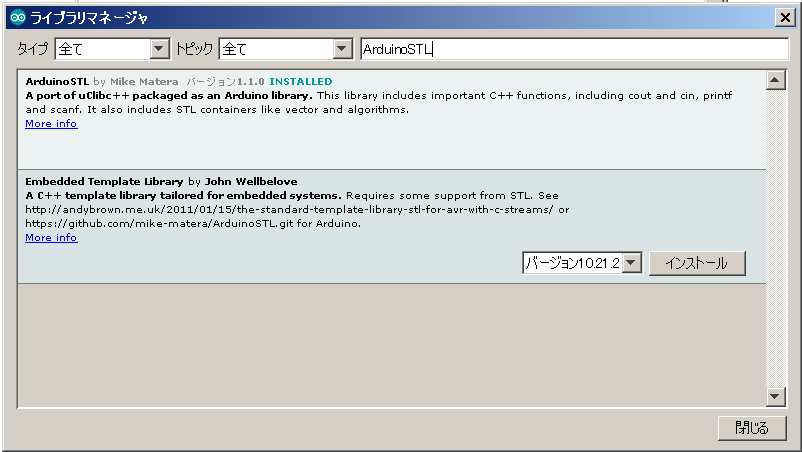 ライブラリマネージャ
タイプ 全て トピック 全て ArduinoSTL
ArduinoSTL by Mike Matera バージョン1.1.0 INSTALLED
A port of uClibc++ packaged as an Arduino library. This library includes important C++ functions, including cout and cin, printf
and scanf. It also includes STL containers like vector and algorithms.
More info
Embedded Template Library by John Wellbelove
A C++ template library tailored for embedded systems. Requires some support from STL. See
http://andybrown.me.uk/2011/01/15/the-standard-template-library-stl-for-avr-with-c-streams/ or
https://github.com/mike-matera/ArduinoSTL.git for Arduino.
More info
バージョン10.21.2 インストール
閉じる